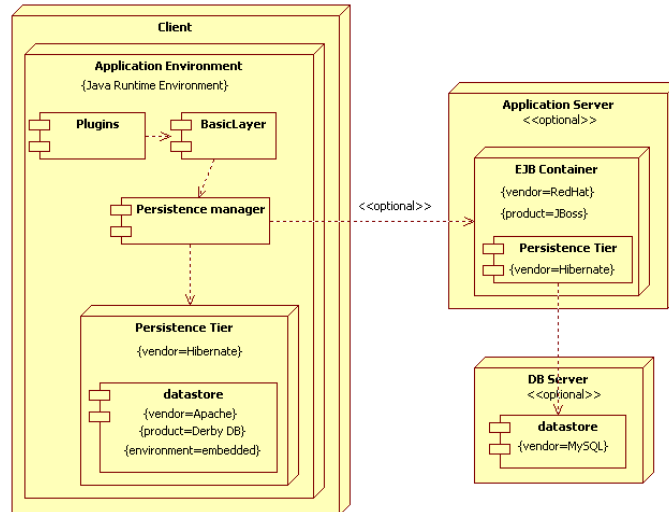 Client
Application Environment
{Java Runtime Environment}
Plugins
BasicLayer
Persistence manager
Persistence Tier
{vendor=Hibernate}
datastore
{vendor=Apache}
{product=Derby DB}
{environment=embedded}
<<optional>>
Application Server
<<optional>>
EJB Container
{vendor=RedHat}
{product=JBoss}
Persistence Tier
{vendor=Hibernate}
DB Server
<<optional>>
datastore
{vendor=MySQL}